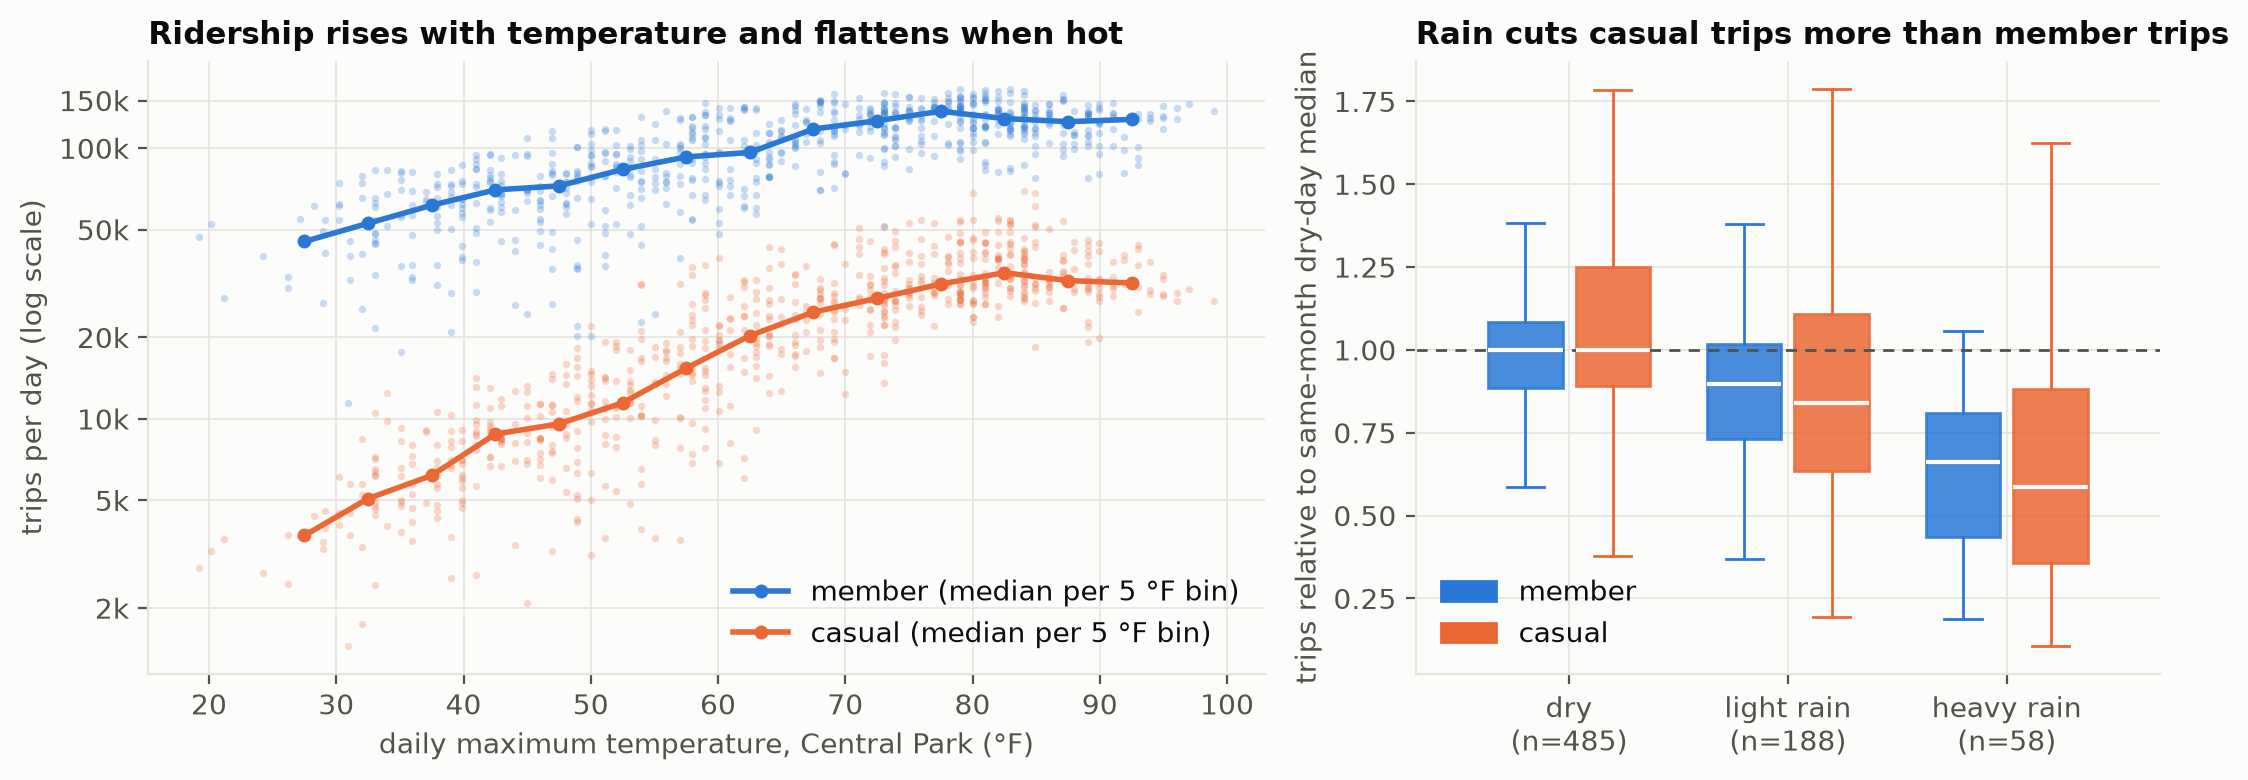 Ridership rises with temperature and flattens when hot
trips per day (log scale)
150k
100k
50k
20k
10k
5k
2k
member (median per 5 °F bin)
casual (median per 5 °F bin)
20 30 40 50 60 70 80 90 100
daily maximum temperature, Central Park (°F)
Rain cuts casual trips more than member trips
trips relative to same-month dry-day median
1.75
1.50
1.25
1.00
0.75
0.50
0.25
member
casual
dry
(n=485)
light rain
(n=188)
heavy rain
(n=58)